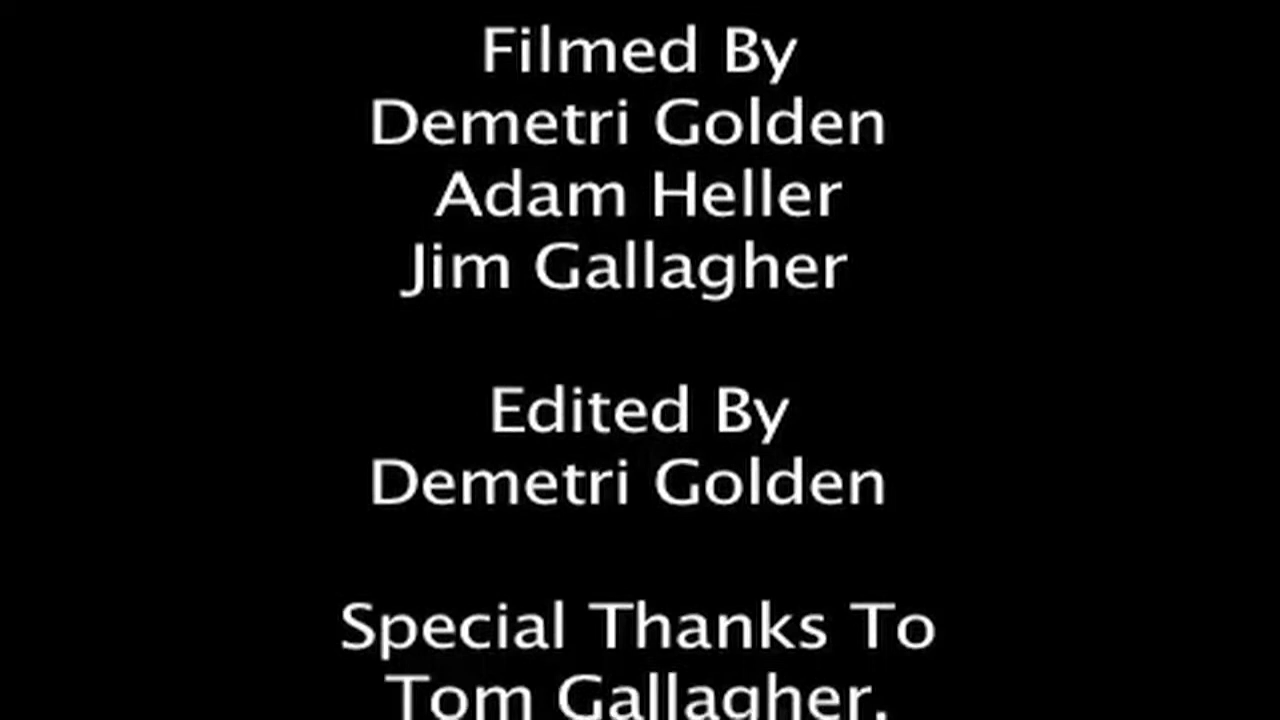 Filmed By
Demetri Golden
Adam Heller
Jim Gallagher
Edited By
Demetri Golden
Special Thanks To
Tom Gallagher,